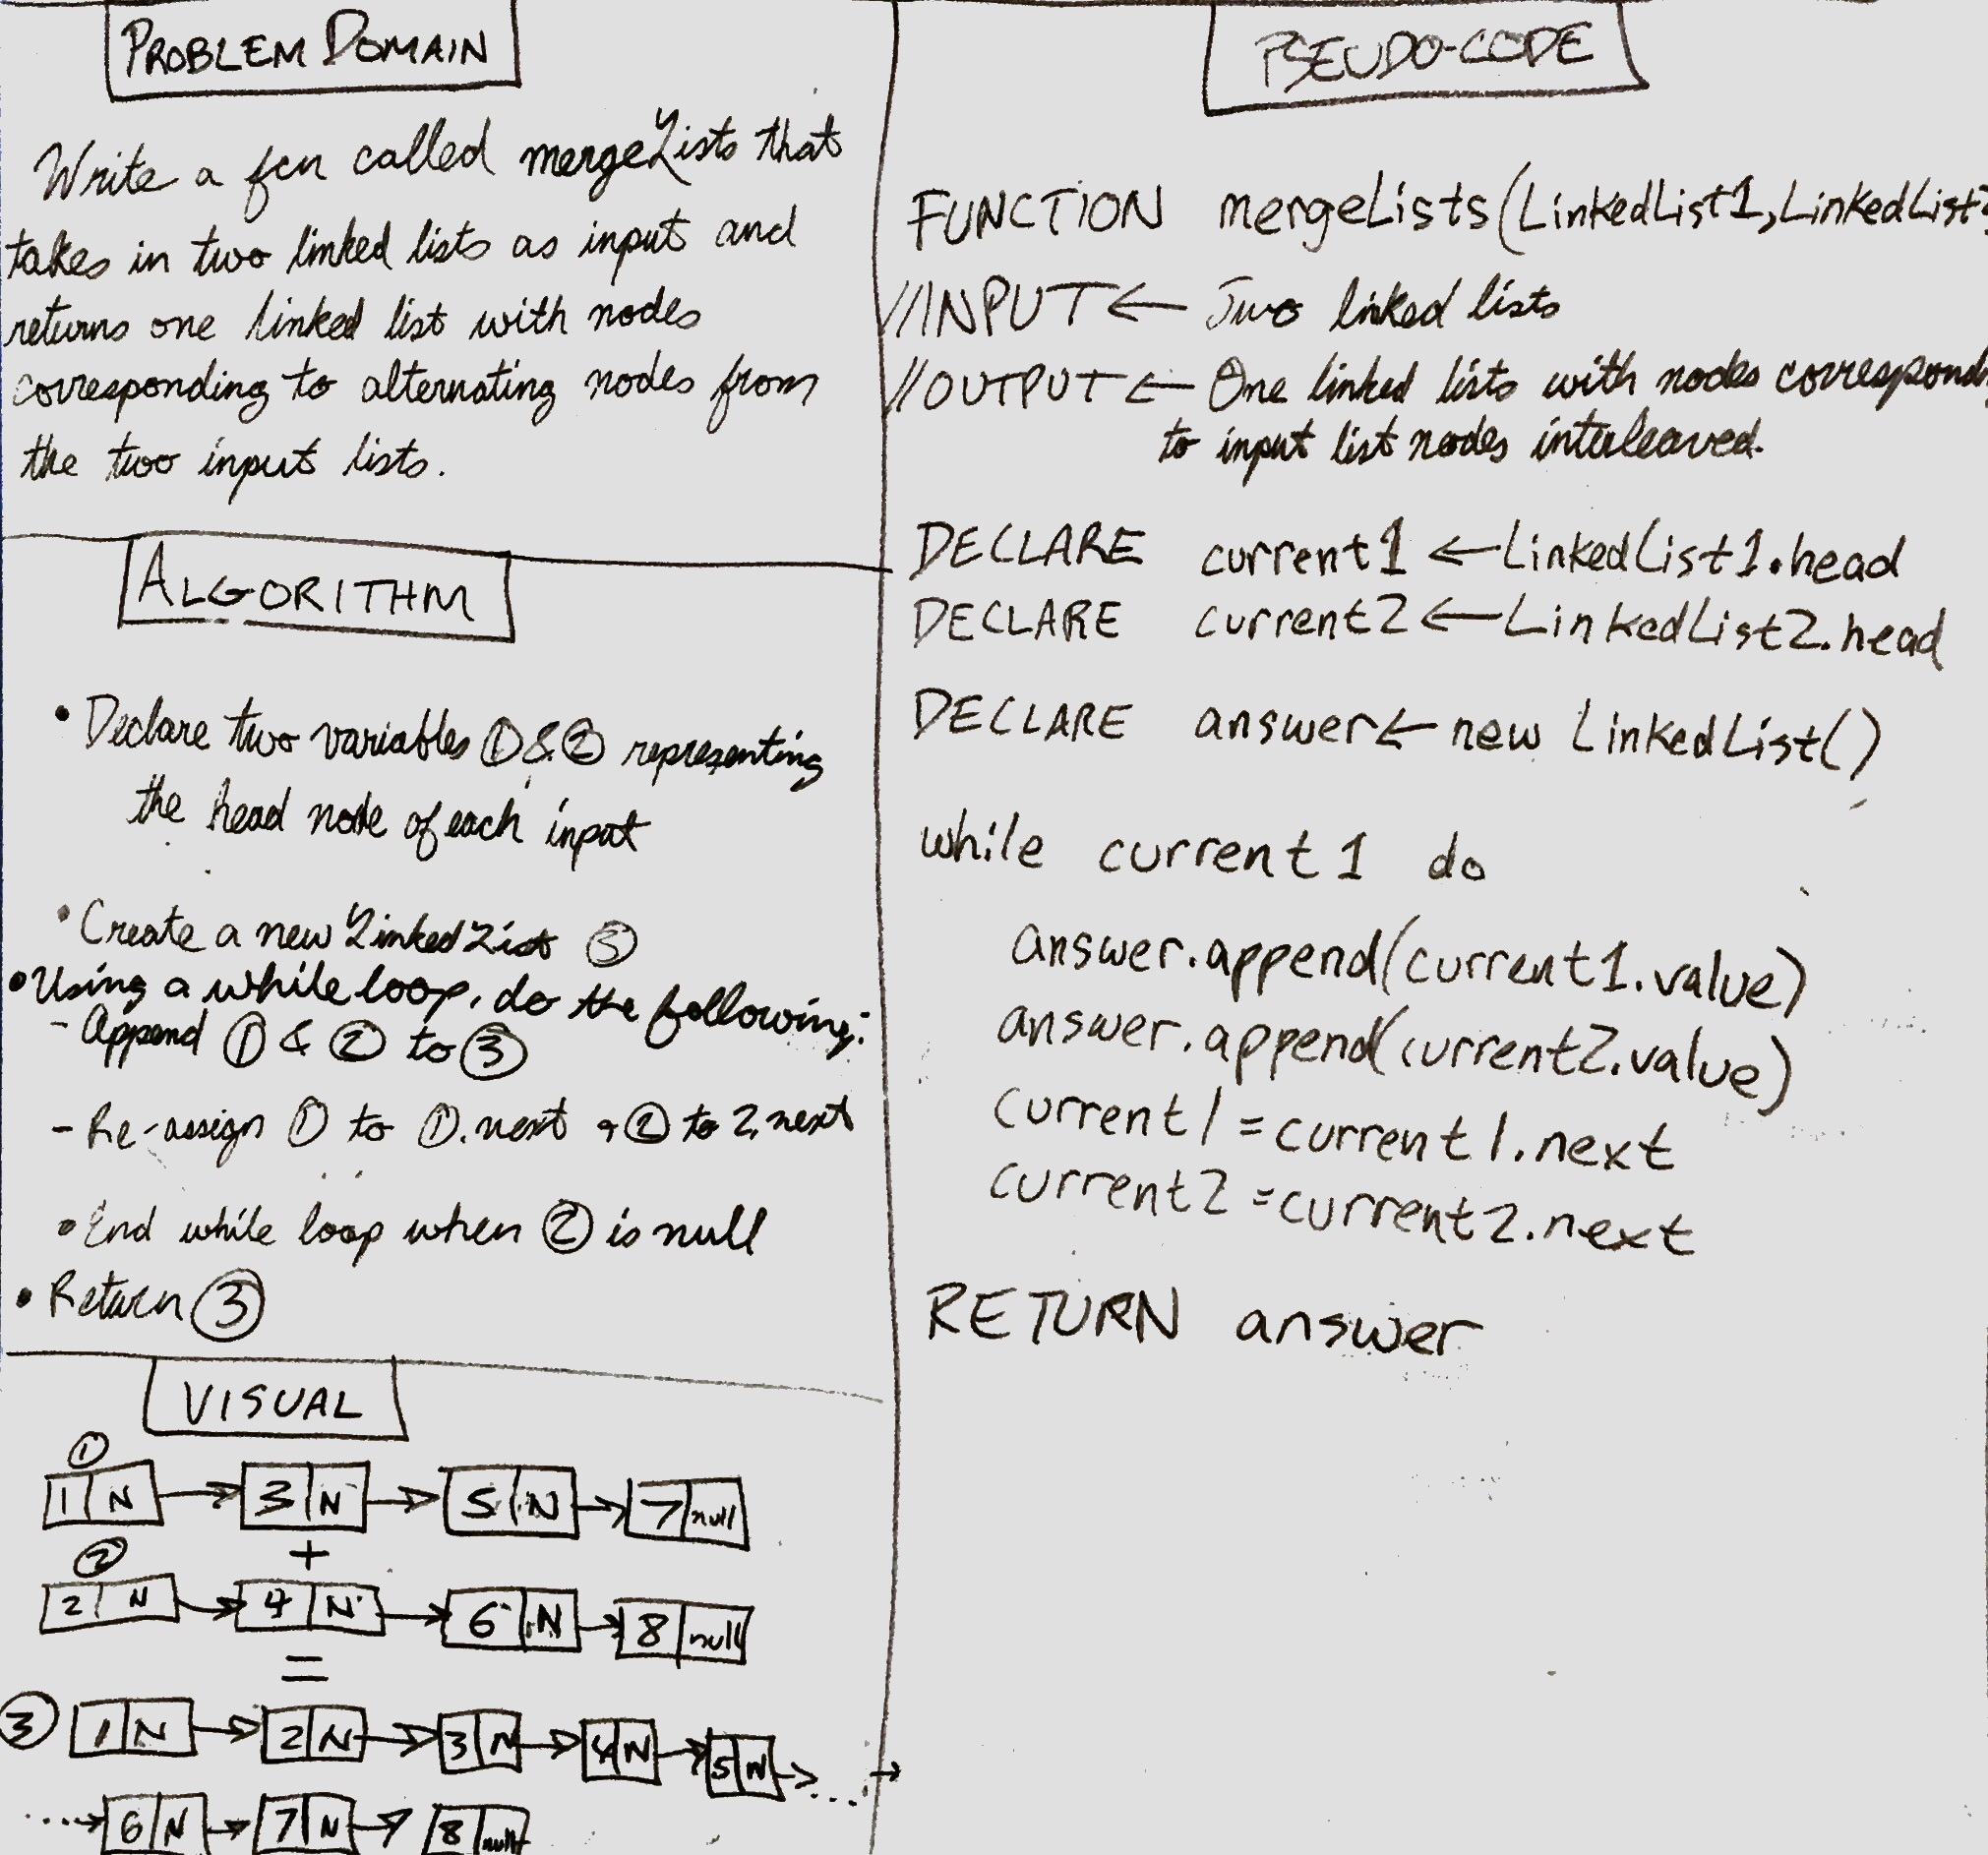 PROBLEM DOMAIN
Write a fcn called mergeLists that
takes in two linked lists as input and
returns one linked list with nodes
corresponding to alternating nodes from
the two input lists.
ALGORITHM
• Declare two variables ① & ② representing
the head node of each input
• Create a new LinkedList ③
• Using a while loop, do the following:
- Append ① & ② to ③
- Re-assign ① to ①.next + ② to 2.next
• End while loop when ② is null
• Return ③
VISUAL
①
1 N → 3 N → 5 N → 7 null
+
②
2 N → 4 N → 6 N → 8 null
=
③ 1 N → 2 N → 3 N → 4 N → 5 N → ... →
... → 6 N → 7 N → 8 null
PSEUDO-CODE
FUNCTION mergeLists(LinkedList1, LinkedList2
//INPUT ← Two linked lists
//OUTPUT ← One linked lists with nodes correspond
to input list nodes interleaved.
DECLARE current1 ← LinkedList1.head
DECLARE current2 ← LinkedList2.head
DECLARE answer ← new LinkedList()
while current1 do
answer.append(current1.value)
answer.append(current2.value)
current1 = current1.next
current2 = current2.next
RETURN answer